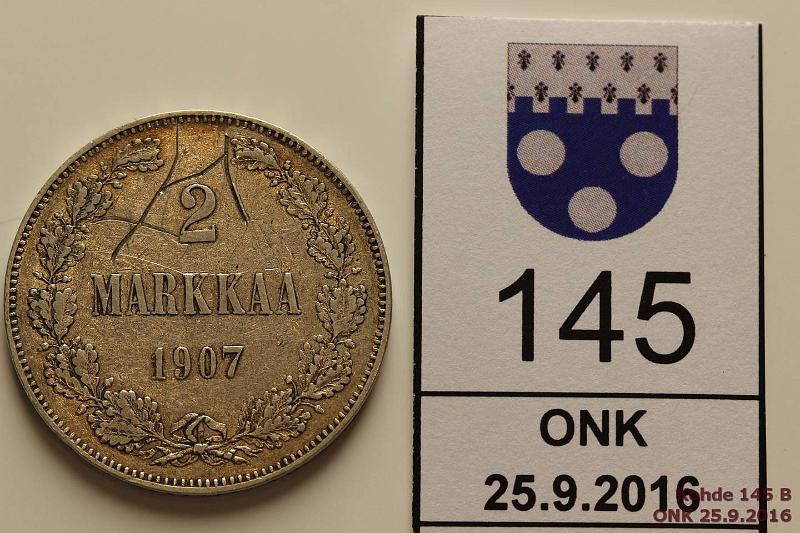 2
MARKKAA
1907
145
ONK
25.9.2016
Kohde 145 B
ONK 25.9.2016